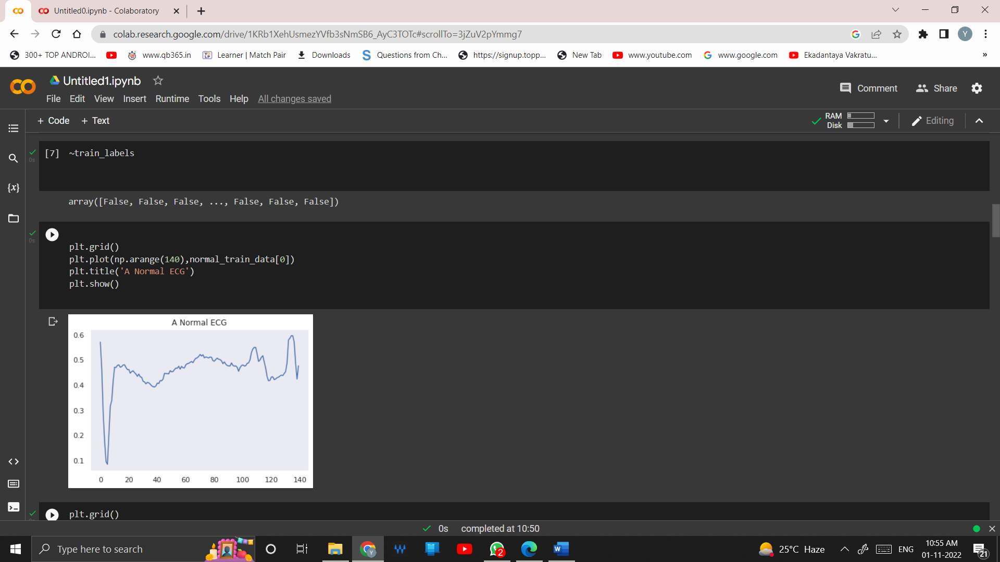 Untitled0.ipynb - Colaboratory
colab.research.google.com/drive/1KRb1XehUsmezYVfb3sNmSB6_AyC3TOTc#scrollTo=3jZuV2pYmmg7
Y
300+ TOP ANDROI...
www.qb365.in
Learner | Match Pair
Downloads
Questions from Ch...
https://signup.topp...
New Tab
www.youtube.com
www.google.com
Ekadantaya Vakratu...
»
Untitled1.ipynb
File Edit View Insert Runtime Tools Help All changes saved
Comment
Share
+ Code + Text
RAM
Disk
Editing
[7] ~train_labels
0s
array([False, False, False, ..., False, False, False])
0s
plt.grid()
plt.plot(np.arange(140),normal_train_data[0])
plt.title('A Normal ECG')
plt.show()
A Normal ECG
0.6
0.5
0.4
0.3
0.2
0.1
0 20 40 60 80 100 120 140
plt.grid()
0s completed at 10:50
Type here to search
25°C Haze
ENG
10:55 AM
01-11-2022
21